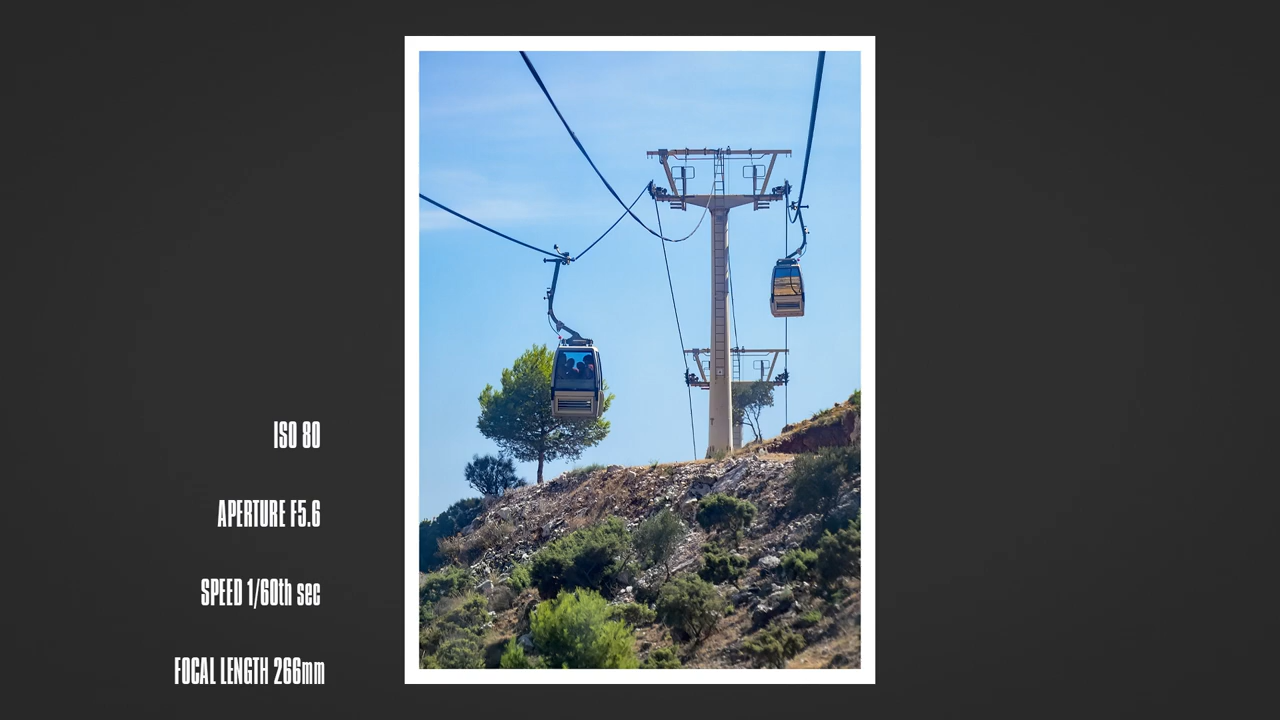 ISO 80
APERTURE F5.6
SPEED 1/60th sec
FOCAL LENGTH 266mm